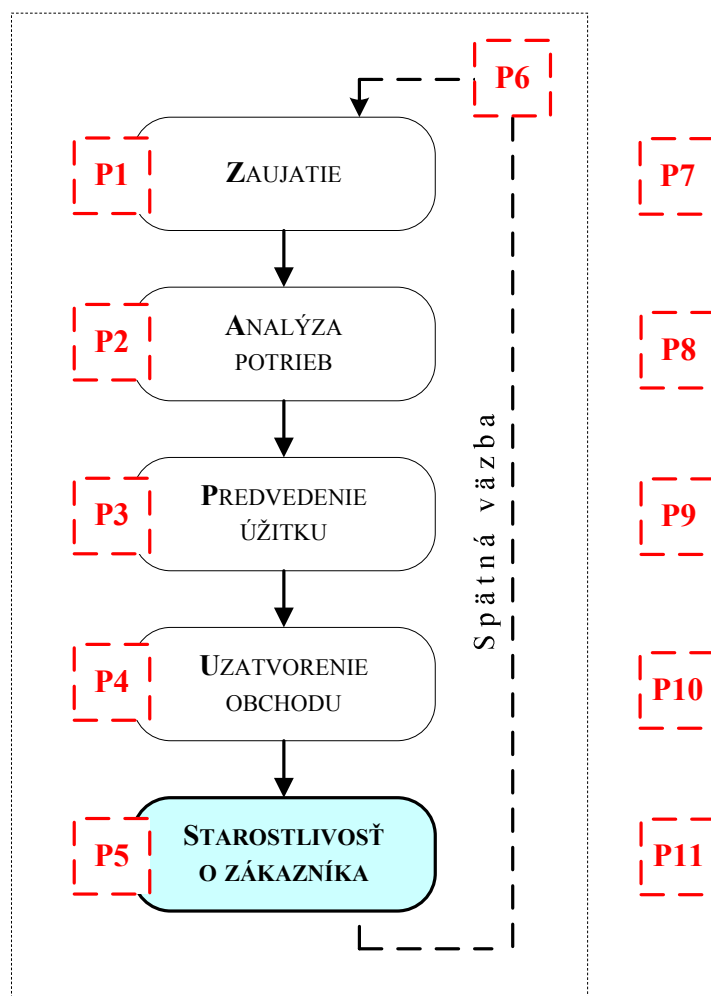 P6
P1
ZAUJATIE
P7
P2
ANALÝZA
POTRIEB
P8
P3
PREDVEDENIE
ÚŽITKU
P9
Spätná väzba
P4
UZATVORENIE
OBCHODU
P10
P5
STAROSTLIVOSŤ
O ZÁKAZNÍKA
P11